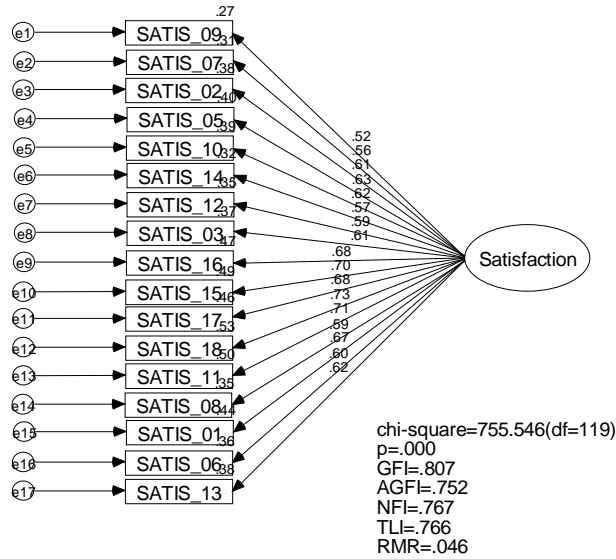 .27
e1 SATIS_09
.31
e2 SATIS_07
.38
e3 SATIS_02
.40
e4 SATIS_05
.39
e5 SATIS_10
.32
e6 SATIS_14
.35
e7 SATIS_12
.37
e8 SATIS_03
.47
e9 SATIS_16
.49
e10 SATIS_15
.46
e11 SATIS_17
.53
e12 SATIS_18
.50
e13 SATIS_11
.35
e14 SATIS_08
.44
e15 SATIS_01
.36
e16 SATIS_06
.38
e17 SATIS_13
.52
.56
.61
.63
.62
.57
.59
.61
.68
.70
.68
.73
.71
.59
.67
.60
.62
Satisfaction
chi-square=755.546(df=119)
p=.000
GFI=.807
AGFI=.752
NFI=.767
TLI=.766
RMR=.046